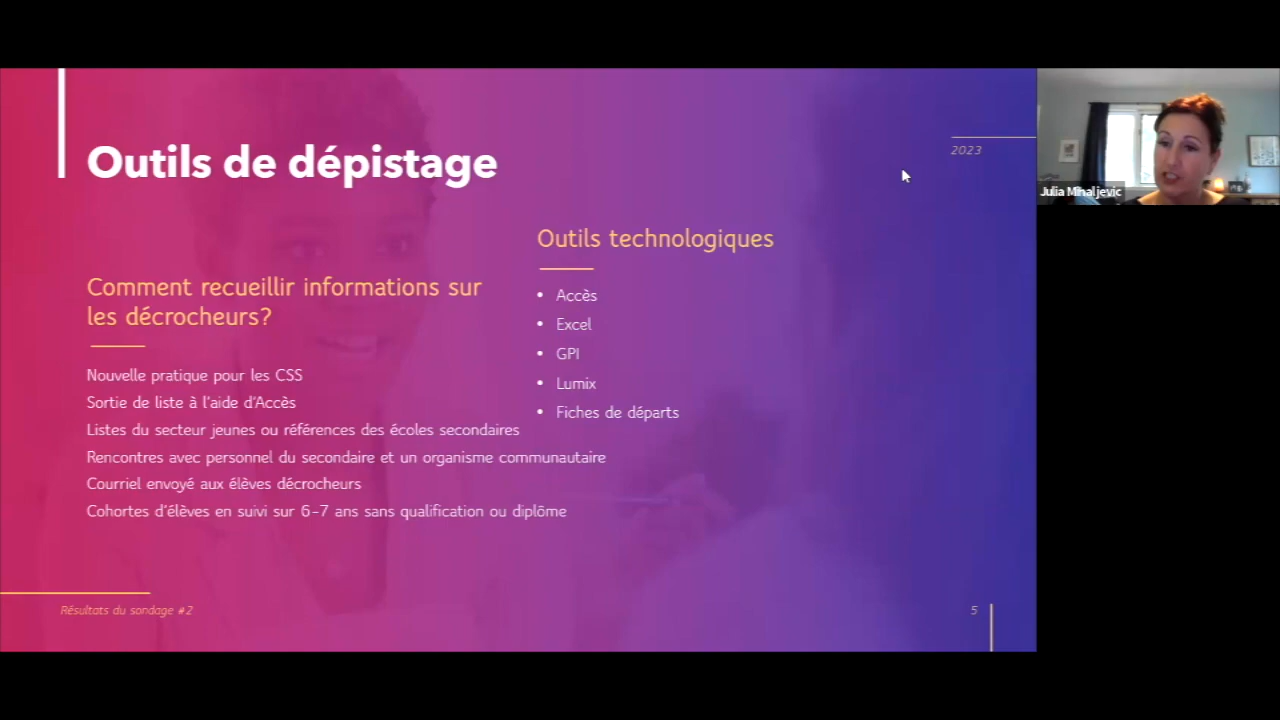 Outils de dépistage
2023
Julia Mihaljevic
Comment recueillir informations sur
les décrocheurs?
Nouvelle pratique pour les CSS
Sortie de liste à l'aide d'Accès
Listes du secteur jeunes ou références des écoles secondaires
Rencontres avec personnel du secondaire et un organisme communautaire
Courriel envoyé aux élèves décrocheurs
Cohortes d'élèves en suivi sur 6-7 ans sans qualification ou diplôme
Outils technologiques
• Accès
• Excel
• GPI
• Lumix
• Fiches de départs
Résultats du sondage #2
5